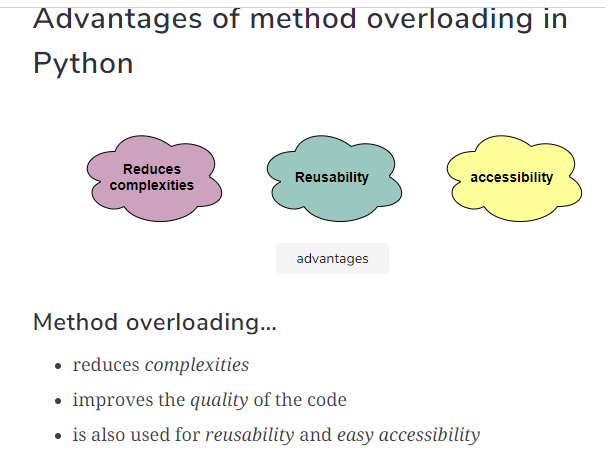 Advantages of method overloading in
Python
Reduces
complexities
Reusability
accessibility
advantages
Method overloading...
reduces complexities
improves the quality of the code
is also used for reusability and easy accessibility